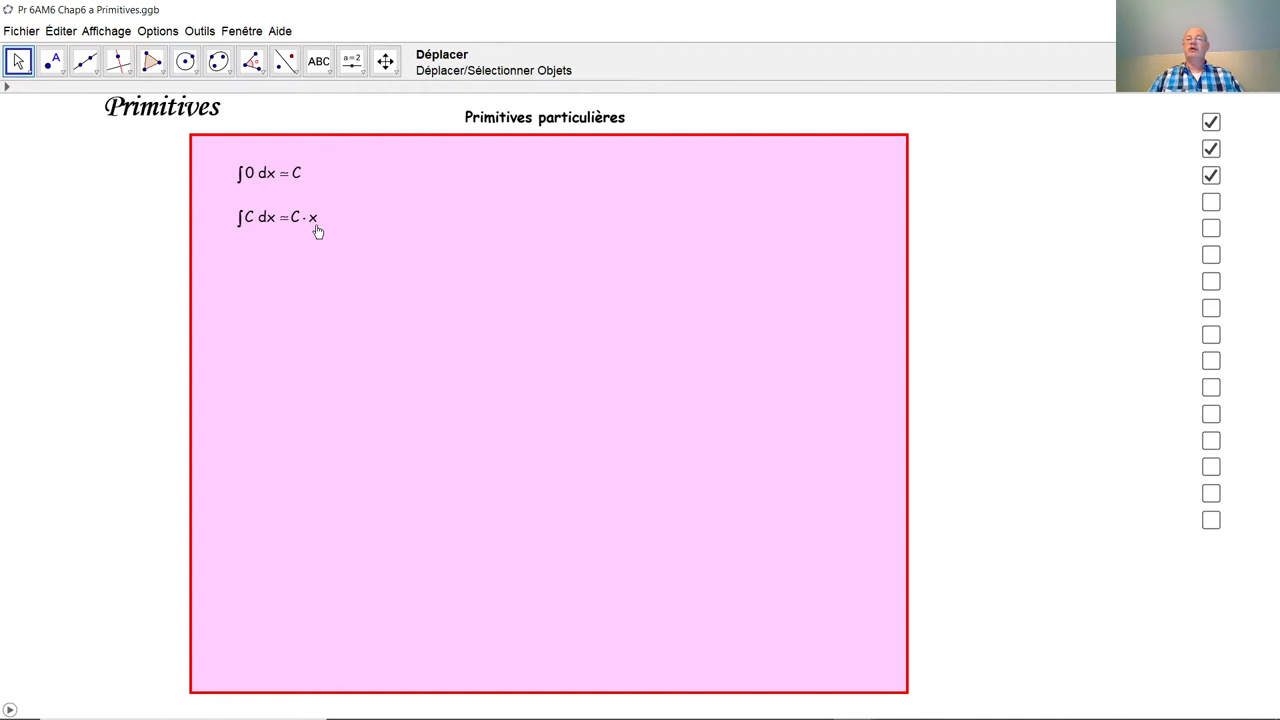 Pr 6AM6 Chap6 a Primitives.ggb
Fichier Éditer Affichage Options Outils Fenêtre Aide
A
ABC
a=2
Déplacer
Déplacer/Sélectionner Objets
Primitives
Primitives particulières
∫0 dx = C
∫C dx = C · x